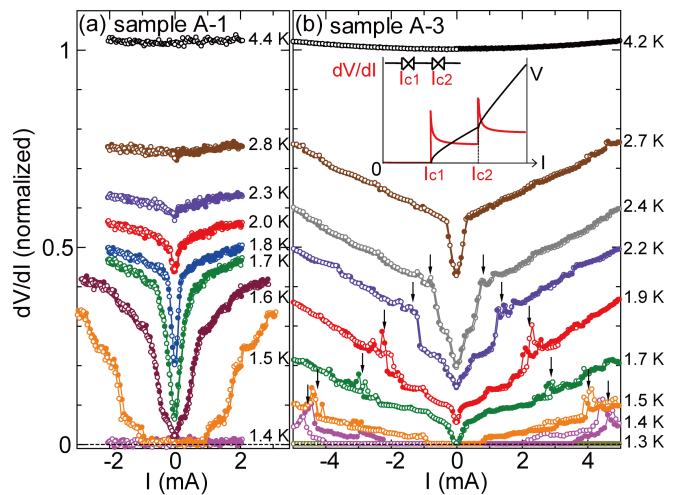 (a) sample A-1
(b) sample A-3
dV/dI (normalized)
1
0.5
0
4.4 K
2.8 K
2.3 K
2.0 K
1.8 K
1.7 K
1.6 K
1.5 K
1.4 K
-2 0 2
I (mA)
4.2 K
2.7 K
2.4 K
2.2 K
1.9 K
1.7 K
1.5 K
1.4 K
1.3 K
-4 -2 0 2 4
I (mA)
dV/dI
Ic1 Ic2
V
0
I
Ic1 Ic2